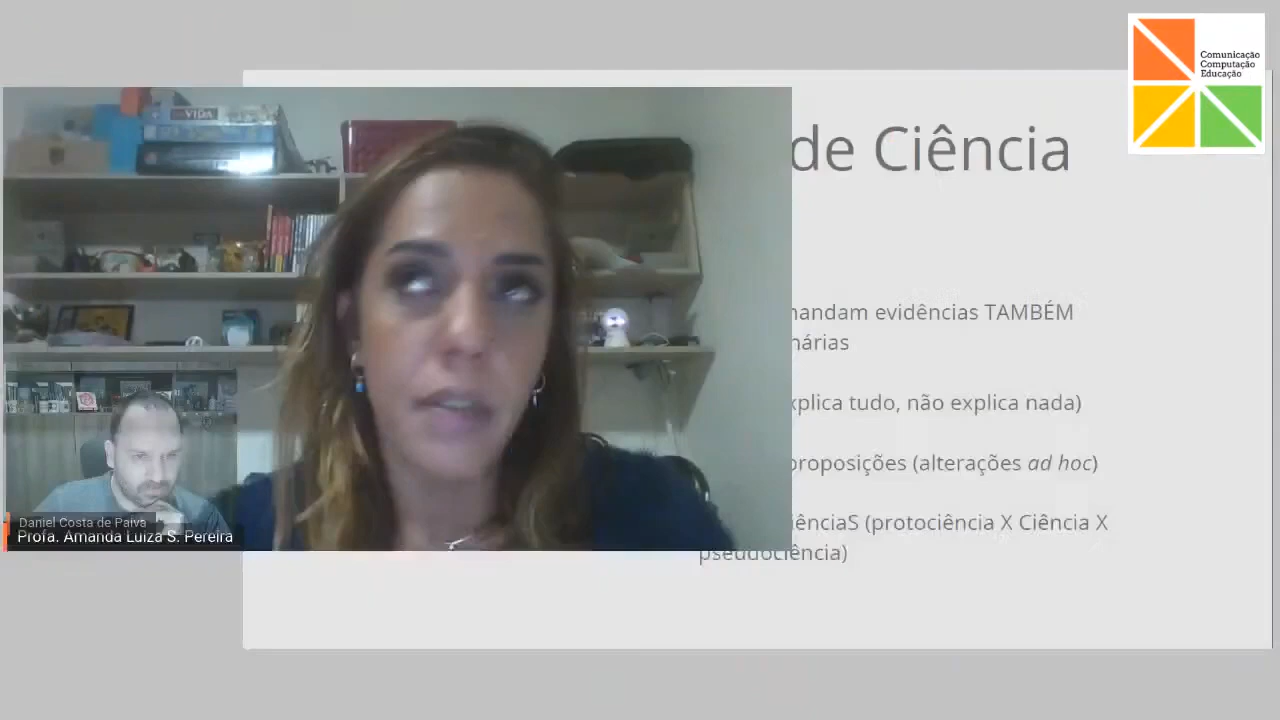 Comunicação
Computação
Educação
VIDA
de Ciência
mandam evidências TAMBÉM
nárias
xplica tudo, não explica nada)
proposições (alterações ad hoc)
iênciaS (protociência X Ciência X
pseudociência)
Daniel Costa de Paiva
Profa. Amanda Luiza S. Pereira